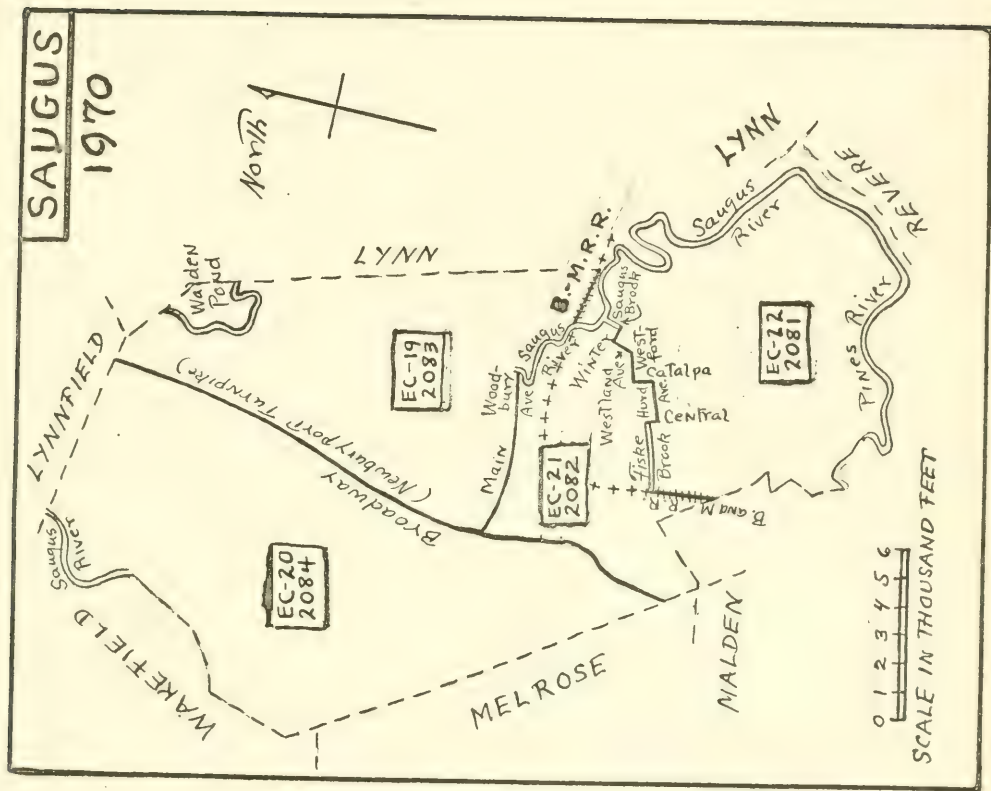 SAUGUS
1970
North
LYNNFIELD
Saugus
River
Walden
Pond
WAKEFIELD
LYNN
Broadway
(Newburyport Turnpike)
EC-20
2084
EC-19
2083
Main
Wood-
bury
Ave
Saugus
River
B.-M.R.R.
LYNN
Saugus
River
REVERE
EC-21
2082
Winter
Saugus
Brook
Westland
Ave.
West-
ford
Catalpa
Hurd
Ave.
Fiske
Brook
Central
R.
R.
B and M
EC-22
2081
Pines River
MELROSE
MALDEN
0 1 2 3 4 5 6
SCALE IN THOUSAND FEET